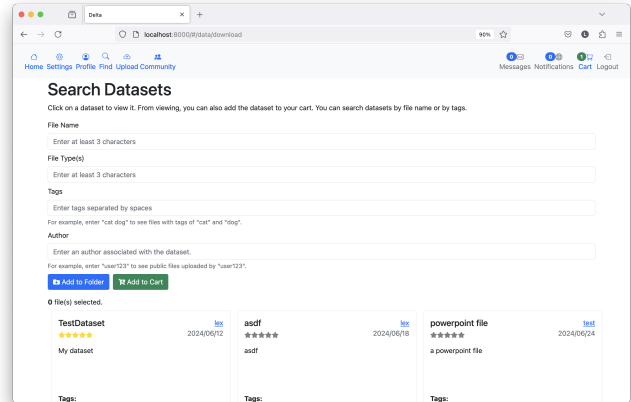 Delta
localhost:8000/#/data/download
90%
L
Home Settings Profile Find Upload Community
0 0 1
Messages Notifications Cart Logout
Search Datasets
Click on a dataset to view it. From viewing, you can also add the dataset to your cart. You can search datasets by file name or by tags.
File Name
Enter at least 3 characters
File Type(s)
Enter at least 3 characters
Tags
Enter tags separated by spaces
For example, enter "cat dog" to see files with tags of "cat" and "dog".
Author
Enter an author associated with the dataset.
For example, enter "user123" to see public files uploaded by "user123".
Add to Folder Add to Cart
0 file(s) selected.
TestDataset lex
2024/06/12
My dataset
Tags:
asdf lex
2024/06/18
asdf
Tags:
powerpoint file test
2024/06/24
a powerpoint file
Tags: